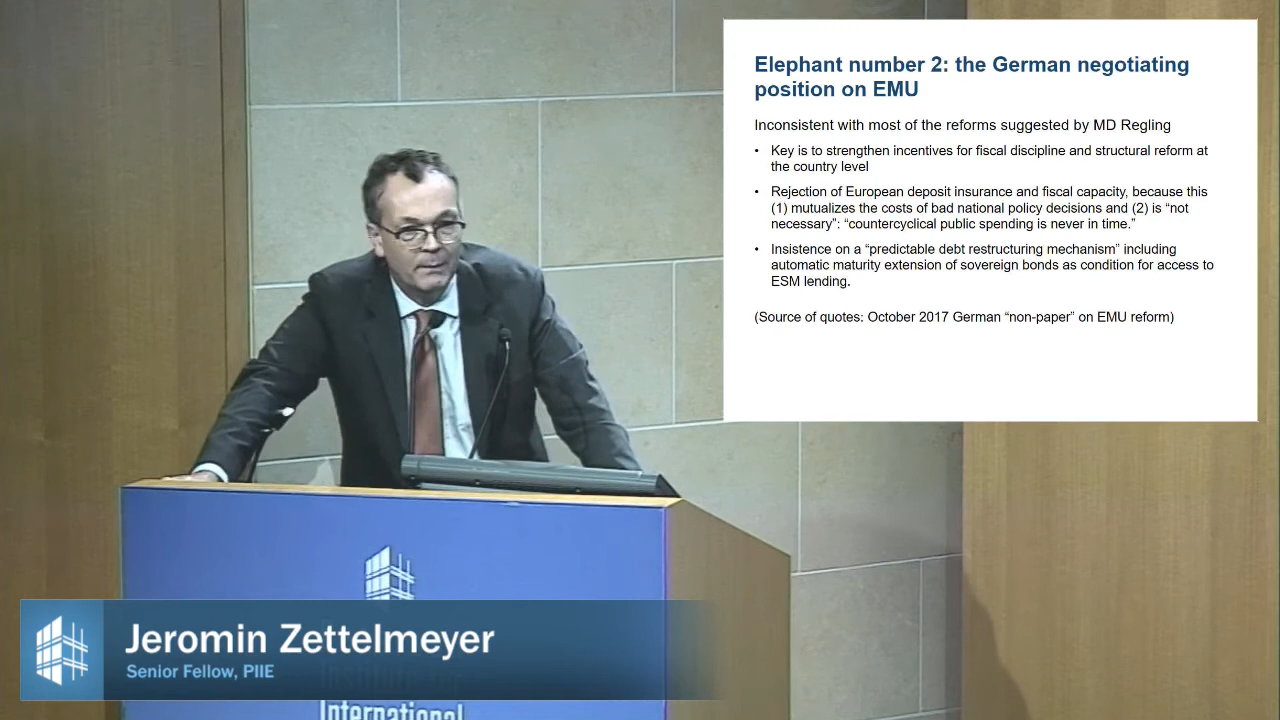 Elephant number 2: the German negotiating
position on EMU
Inconsistent with most of the reforms suggested by MD Regling
• Key is to strengthen incentives for fiscal discipline and structural reform at
the country level
• Rejection of European deposit insurance and fiscal capacity, because this
(1) mutualizes the costs of bad national policy decisions and (2) is “not
necessary”: “countercyclical public spending is never in time.”
• Insistence on a “predictable debt restructuring mechanism” including
automatic maturity extension of sovereign bonds as condition for access to
ESM lending.
(Source of quotes: October 2017 German “non-paper” on EMU reform)
Jeromin Zettelmeyer
Senior Fellow, PIIE
International